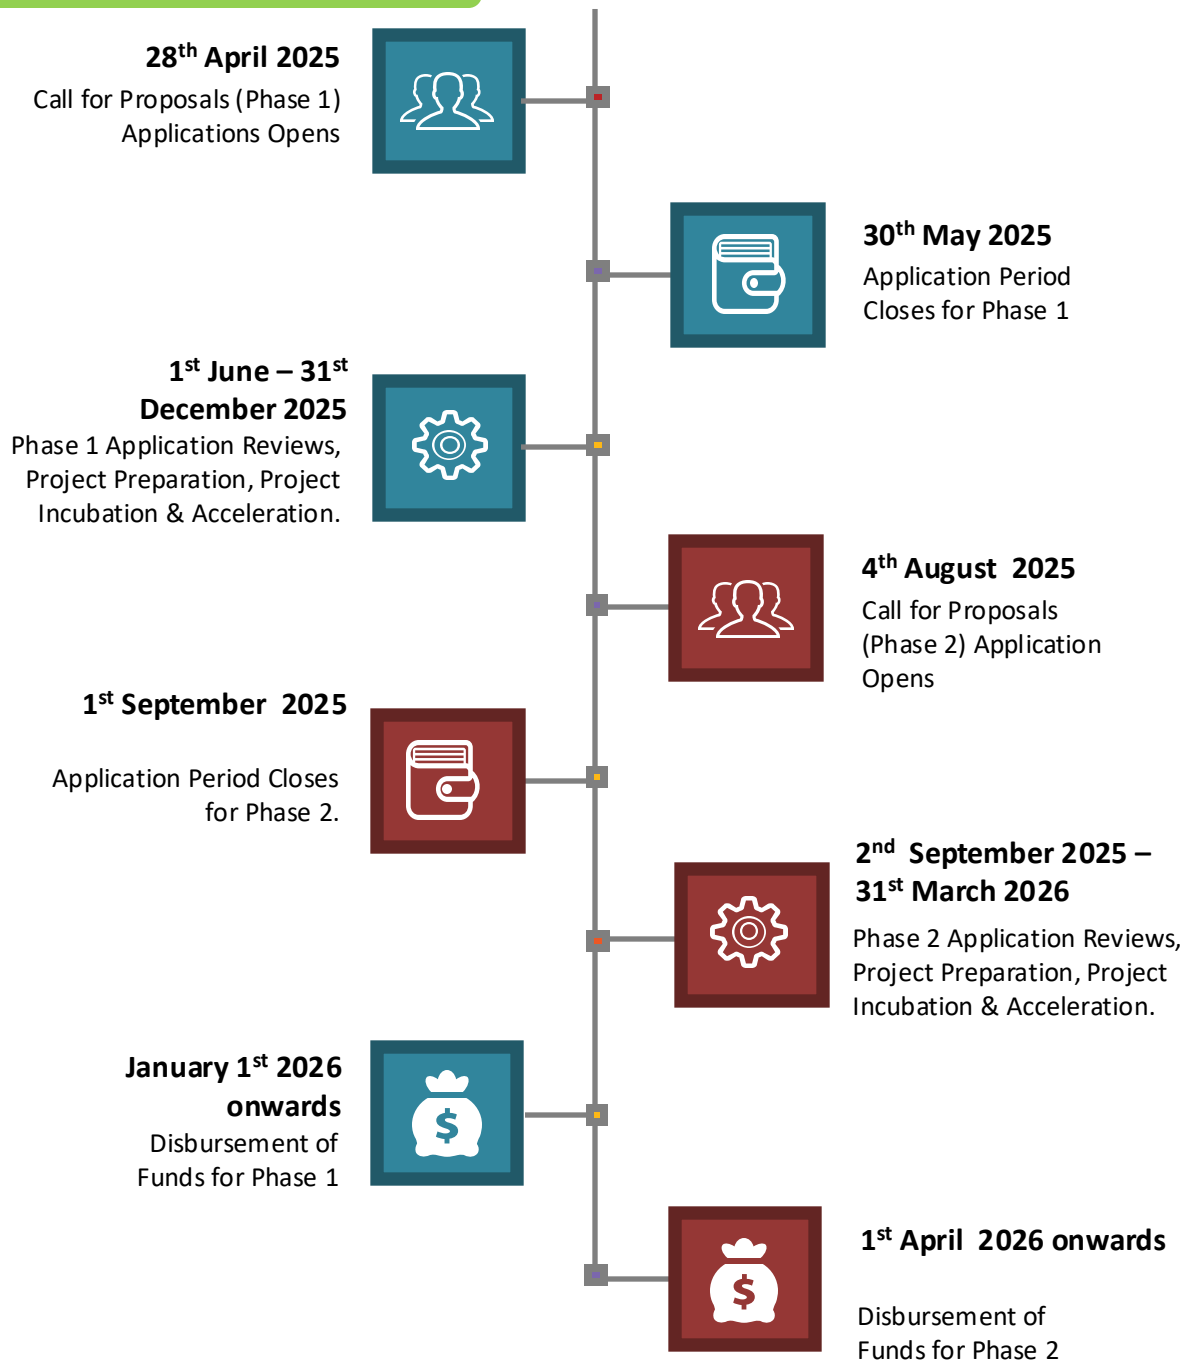 28th April 2025
Call for Proposals (Phase 1)
Applications Opens
30th May 2025
Application Period
Closes for Phase 1
1st June – 31st
December 2025
Phase 1 Application Reviews,
Project Preparation, Project
Incubation & Acceleration.
4th August 2025
Call for Proposals
(Phase 2) Application
Opens
1st September 2025
Application Period Closes
for Phase 2.
2nd September 2025 –
31st March 2026
Phase 2 Application Reviews,
Project Preparation, Project
Incubation & Acceleration.
January 1st 2026
onwards
Disbursement of
Funds for Phase 1
$
1st April 2026 onwards
$
Disbursement of
Funds for Phase 2